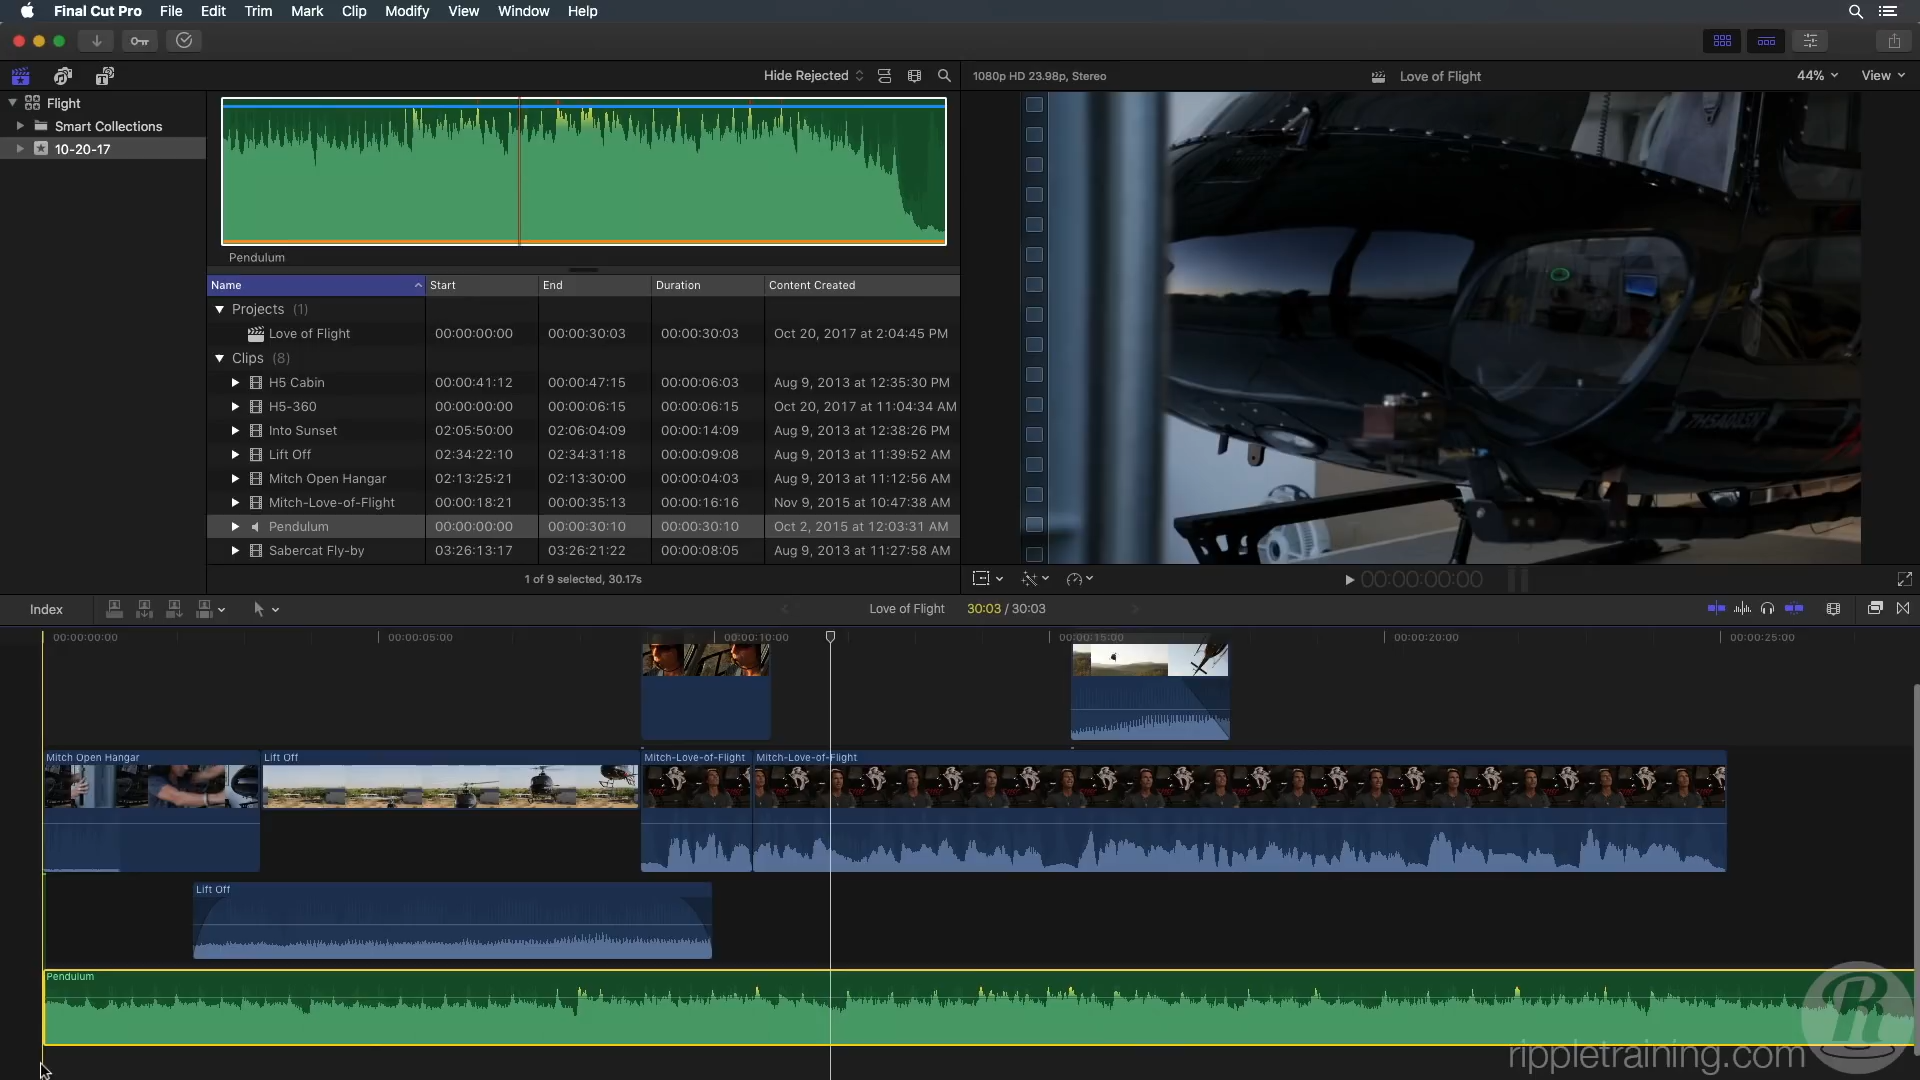 Final Cut Pro File Edit Trim Mark Clip Modify View Window Help
Hide Rejected
1080p HD 23.98p, Stereo
Love of Flight
44%
View
Flight
Smart Collections
10-20-17
Pendulum
Name Start End Duration Content Created
Projects (1)
Love of Flight 00:00:00:00 00:00:30:03 00:00:30:03 Oct 20, 2017 at 2:04:45 PM
Clips (8)
H5 Cabin 00:00:41:12 00:00:47:15 00:00:06:03 Aug 9, 2013 at 12:35:30 PM
H5-360 00:00:00:00 00:00:06:15 00:00:06:15 Oct 20, 2017 at 11:04:34 AM
Into Sunset 02:05:50:00 02:06:04:09 00:00:14:09 Aug 9, 2013 at 12:38:26 PM
Lift Off 02:34:22:10 02:34:31:18 00:00:09:08 Aug 9, 2013 at 11:39:52 AM
Mitch Open Hangar 02:13:25:21 02:13:30:00 00:00:04:03 Aug 9, 2013 at 11:12:56 AM
Mitch-Love-of-Flight 00:00:18:21 00:00:35:13 00:00:16:16 Nov 9, 2015 at 10:47:38 AM
Pendulum 00:00:00:00 00:00:30:10 00:00:30:10 Oct 2, 2015 at 12:03:31 AM
Sabercat Fly-by 03:26:13:17 03:26:21:22 00:00:08:05 Aug 9, 2013 at 11:27:58 AM
1 of 9 selected, 30.17s
00:00:00:00
Index
Love of Flight 30:03 / 30:03
00:00:00:00 00:00:05:00 00:00:10:00 00:00:15:00 00:00:20:00 00:00:25:00
Mitch Open Hangar
Lift Off
Mitch-Love-of-Flight
Mitch-Love-of-Flight
Lift Off
Pendulum
R
rippletraining.com